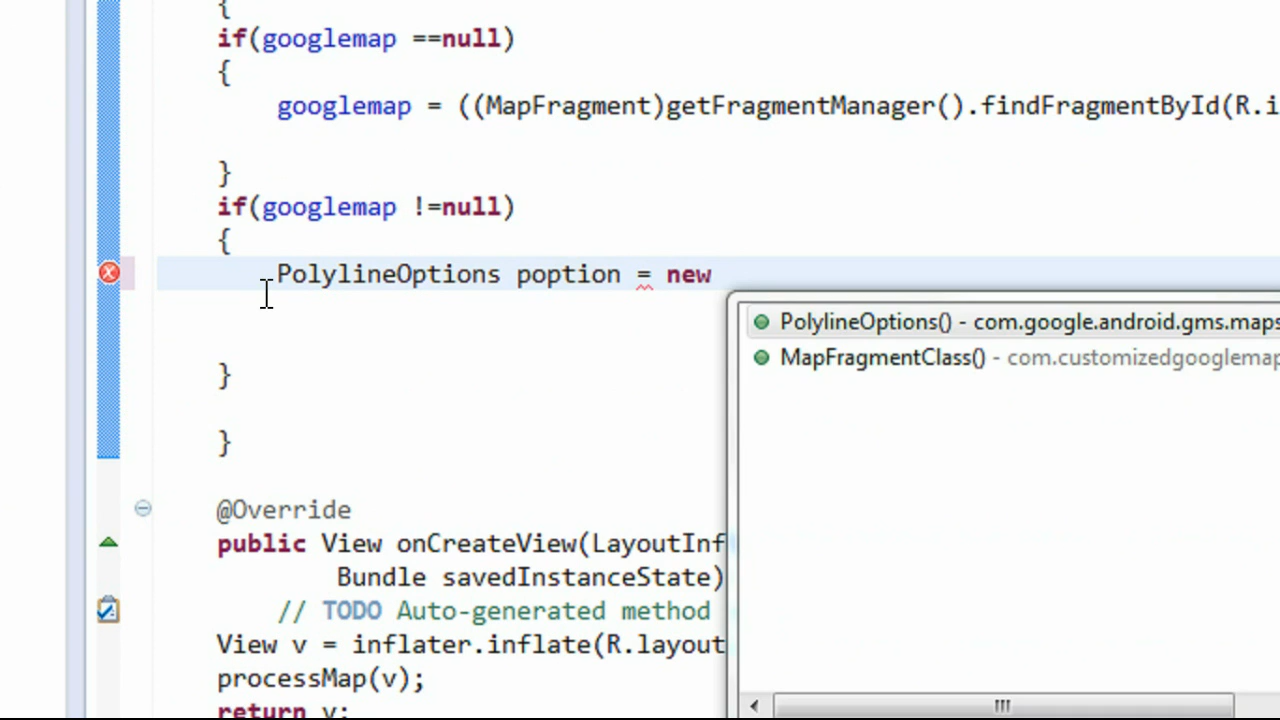 {
if(googlemap ==null)
{
googlemap = ((MapFragment)getFragmentManager().findFragmentById(R.i
}
if(googlemap !=null)
{
PolylineOptions poption = new
PolylineOptions() - com.google.android.gms.maps
MapFragmentClass() - com.customizedgooglemap
}
}
@Override
public View onCreateView(LayoutInf
Bundle savedInstanceState)
// TODO Auto-generated method
View v = inflater.inflate(R.layout
processMap(v);
return v;